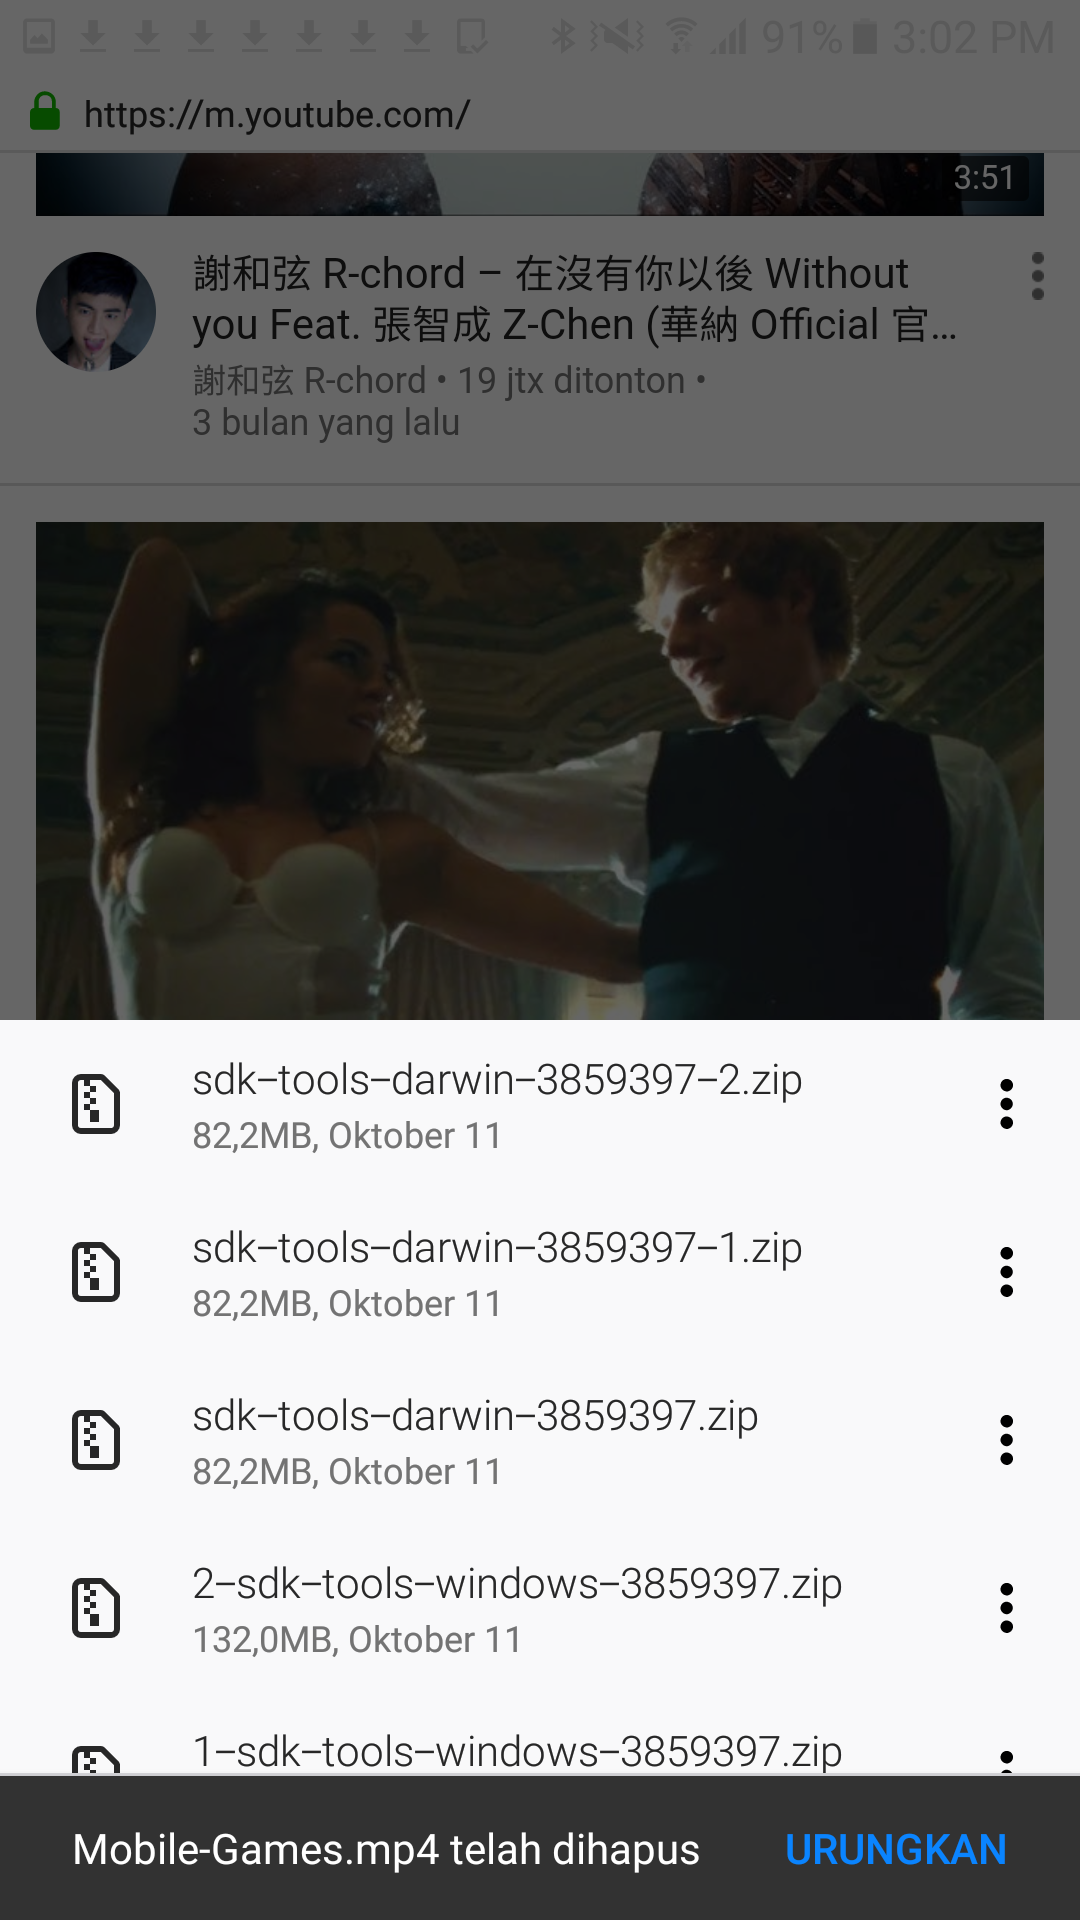 91% 3:02 PM
https://m.youtube.com/
3:51
謝和弦 R-chord – 在沒有你以後 Without
you Feat. 張智成 Z-Chen (華納 Official 官...
謝和弦 R-chord • 19 jtx ditonton •
3 bulan yang lalu
sdk–tools–darwin–3859397–2.zip
82,2MB, Oktober 11
sdk–tools–darwin–3859397–1.zip
82,2MB, Oktober 11
sdk–tools–darwin–3859397.zip
82,2MB, Oktober 11
2–sdk–tools–windows–3859397.zip
132,0MB, Oktober 11
1–sdk–tools–windows–3859397.zip
Mobile-Games.mp4 telah dihapus URUNGKAN